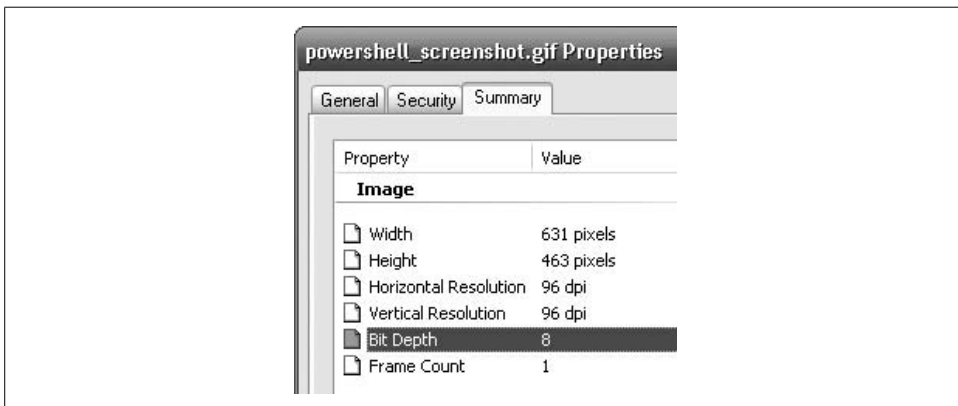 powershell_screenshot.gif Properties
General Security Summary
Property Value
Image
Width 631 pixels
Height 463 pixels
Horizontal Resolution 96 dpi
Vertical Resolution 96 dpi
Bit Depth 8
Frame Count 1